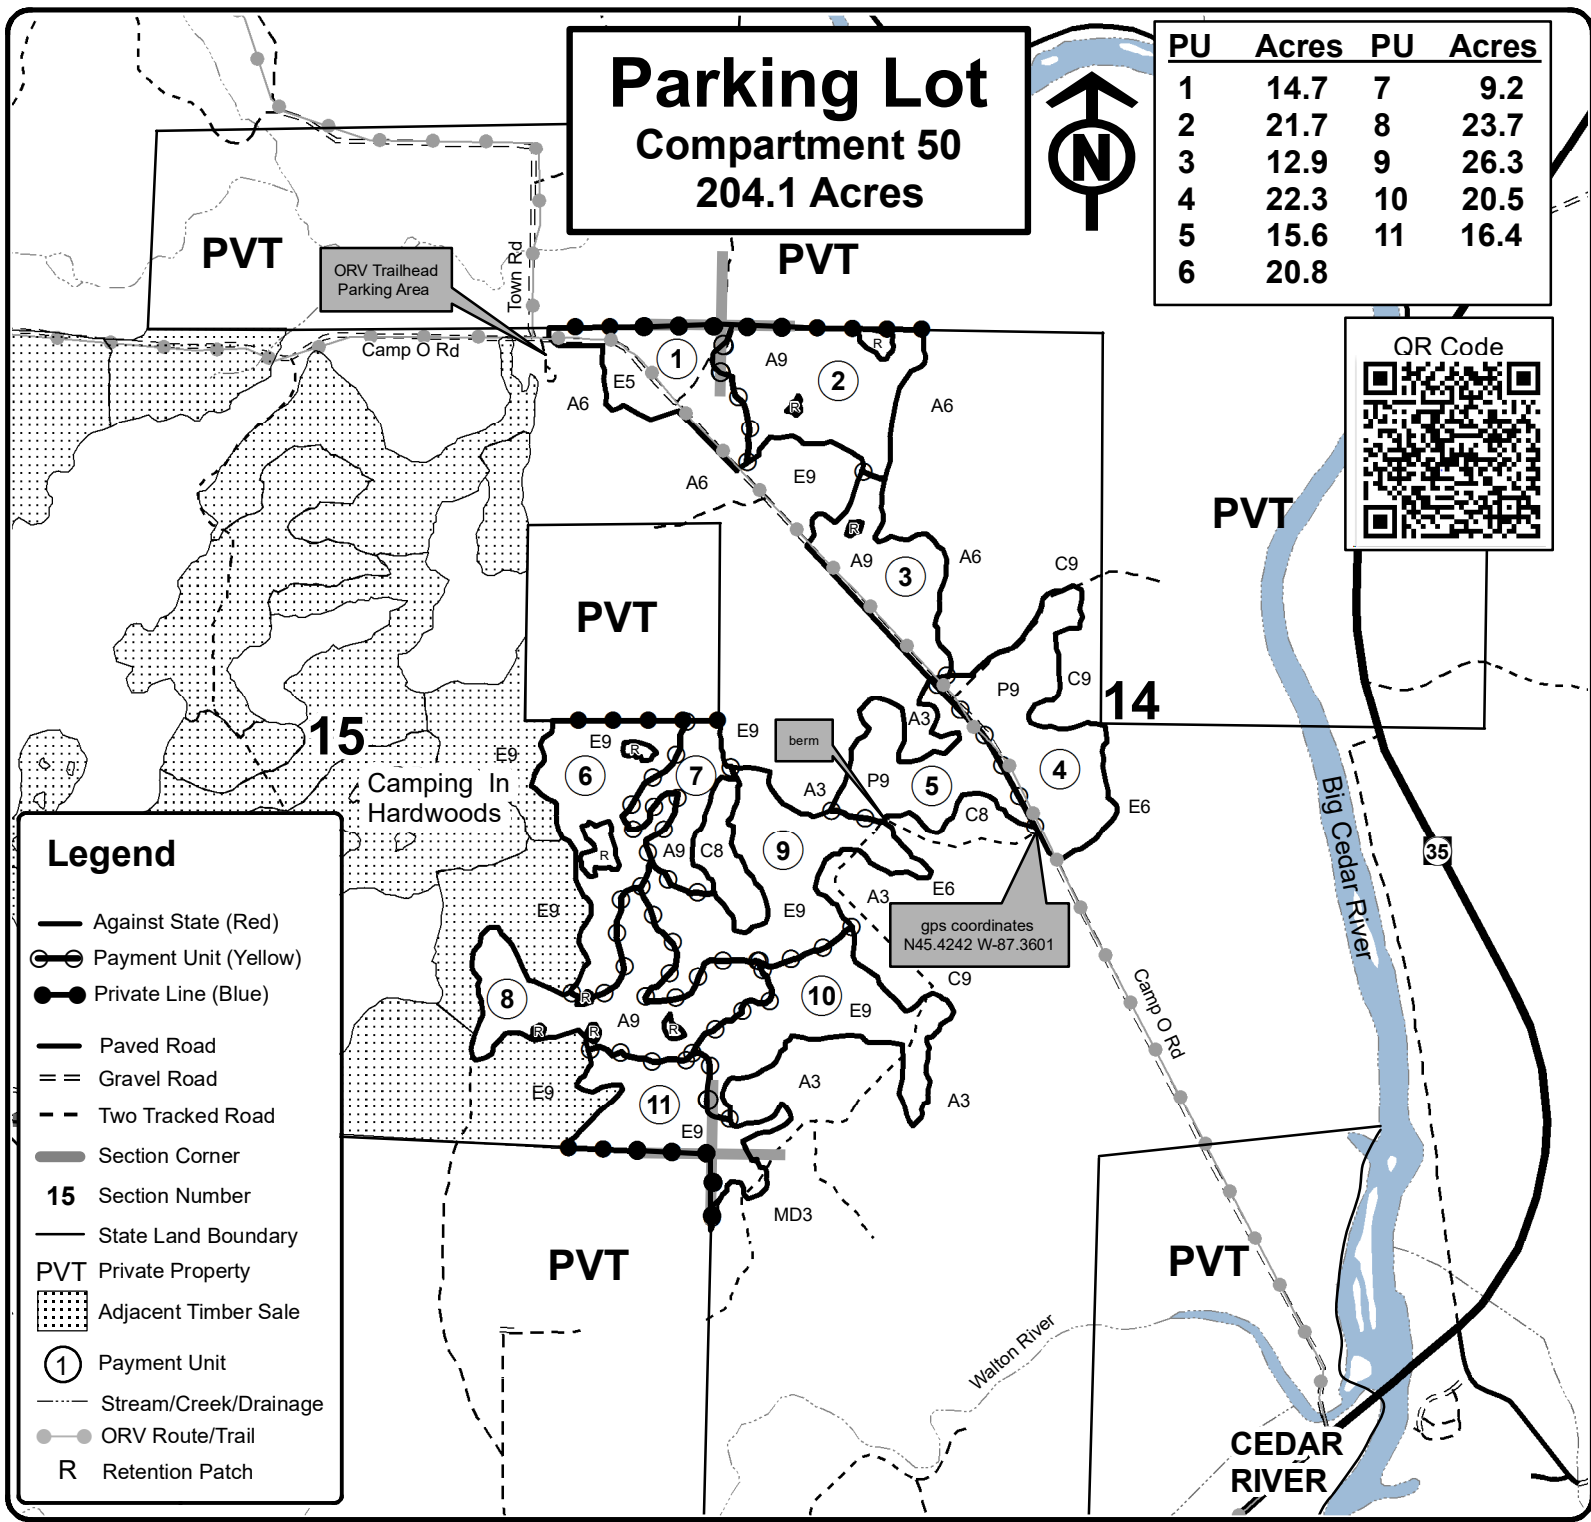 Parking Lot
Compartment 50
204.1 Acres
N
PU Acres PU Acres
1 14.7 7 9.2
2 21.7 8 23.7
3 12.9 9 26.3
4 22.3 10 20.5
5 15.6 11 16.4
6 20.8
QR Code
PVT
PVT
ORV Trailhead
Parking Area
Town Rd
Camp O Rd
1
A9
R
2
E5
R
A6
A6
A6
E9
R
A9
3
A6
C9
PVT
PVT
P9
C9
14
A3
15
E9
E9
R
E9
berm
6
7
A3
P9
5
4
Camping In
Hardwoods
C8
E6
R
A9
C8
9
E6
A3
E9
E9
gps coordinates
N45.4242 W-87.3601
Big Cedar River
35
C9
8
R
10
E9
R
R
A9
R
Camp O Rd
E9
A3
A3
11
E9
MD3
PVT
PVT
Walton River
CEDAR
RIVER
Legend
Against State (Red)
Payment Unit (Yellow)
Private Line (Blue)
Paved Road
Gravel Road
Two Tracked Road
Section Corner
15 Section Number
State Land Boundary
PVT Private Property
Adjacent Timber Sale
1 Payment Unit
Stream/Creek/Drainage
ORV Route/Trail
R Retention Patch